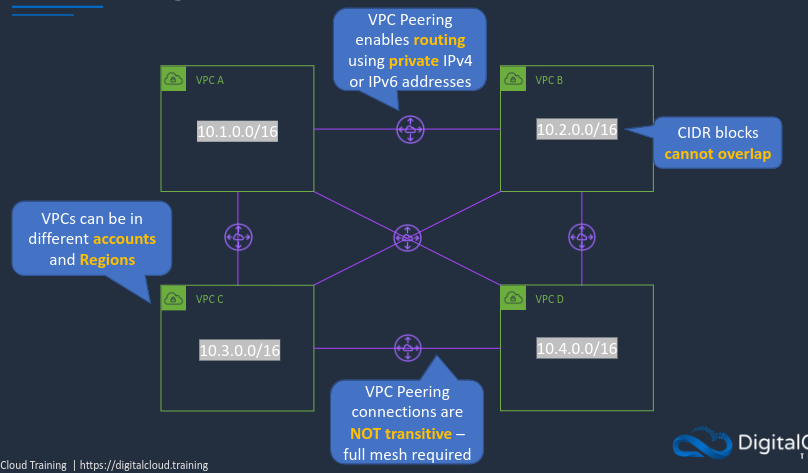 VPC Peering
enables routing
using private IPv4
or IPv6 addresses
VPC A
10.1.0.0/16
VPC B
10.2.0.0/16
CIDR blocks
cannot overlap
VPCs can be in
different accounts
and Regions
VPC C
10.3.0.0/16
VPC D
10.4.0.0/16
VPC Peering
connections are
NOT transitive –
full mesh required
Cloud Training | https://digitalcloud.training